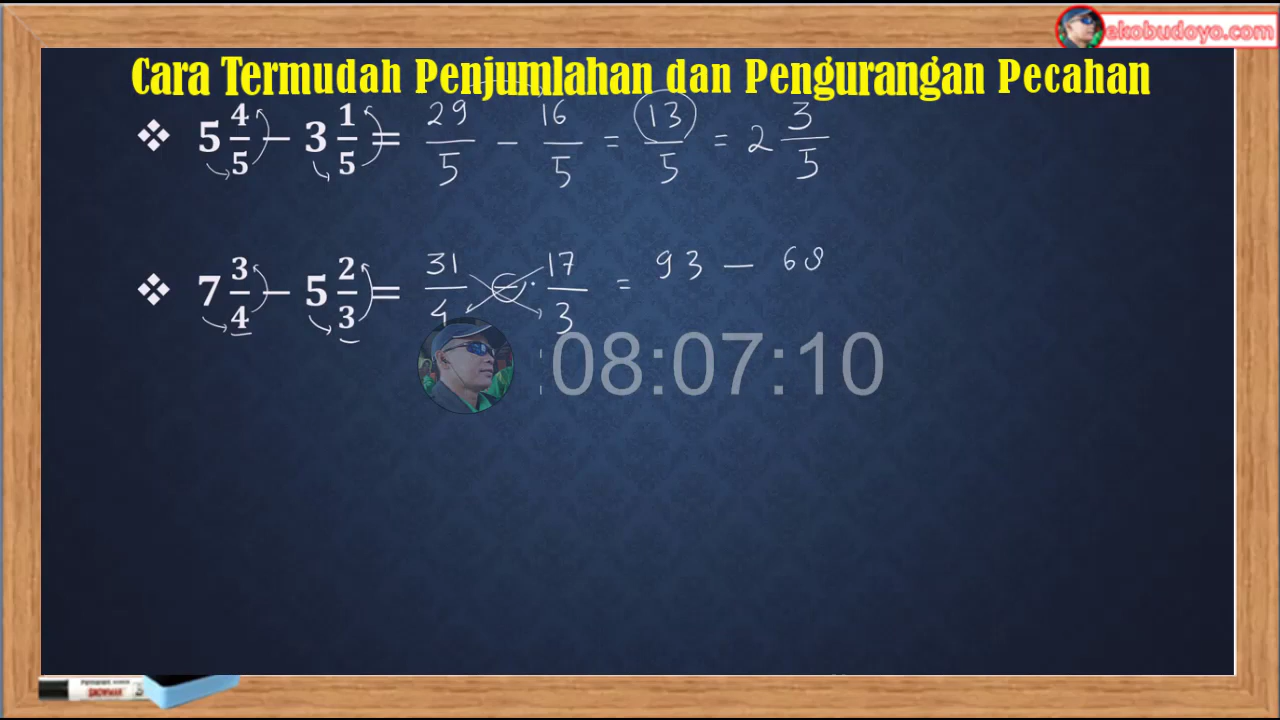 ekobudoyo.com
Cara Termudah Penjumlahan dan Pengurangan Pecahan
❖ 5 4/5 − 3 1/5 = 29/5 − 16/5 = 13/5 = 2 3/5
❖ 7 3/4 − 5 2/3 = 31/4 − 17/3 = 93 − 68
:08:07:10
SNOWMAN